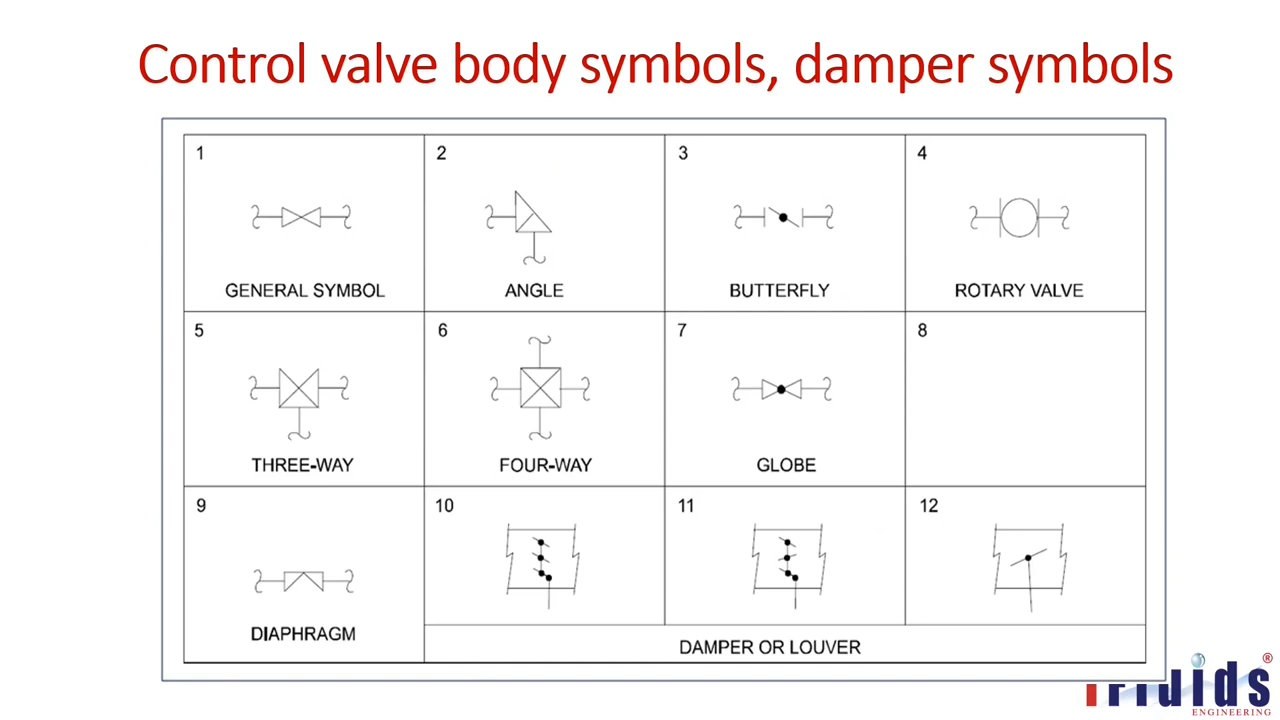 Control valve body symbols, damper symbols
1
2
3
4
GENERAL SYMBOL
ANGLE
BUTTERFLY
ROTARY VALVE
5
6
7
8
THREE-WAY
FOUR-WAY
GLOBE
9
10
11
12
DIAPHRAGM
DAMPER OR LOUVER
®
ENGINEERING